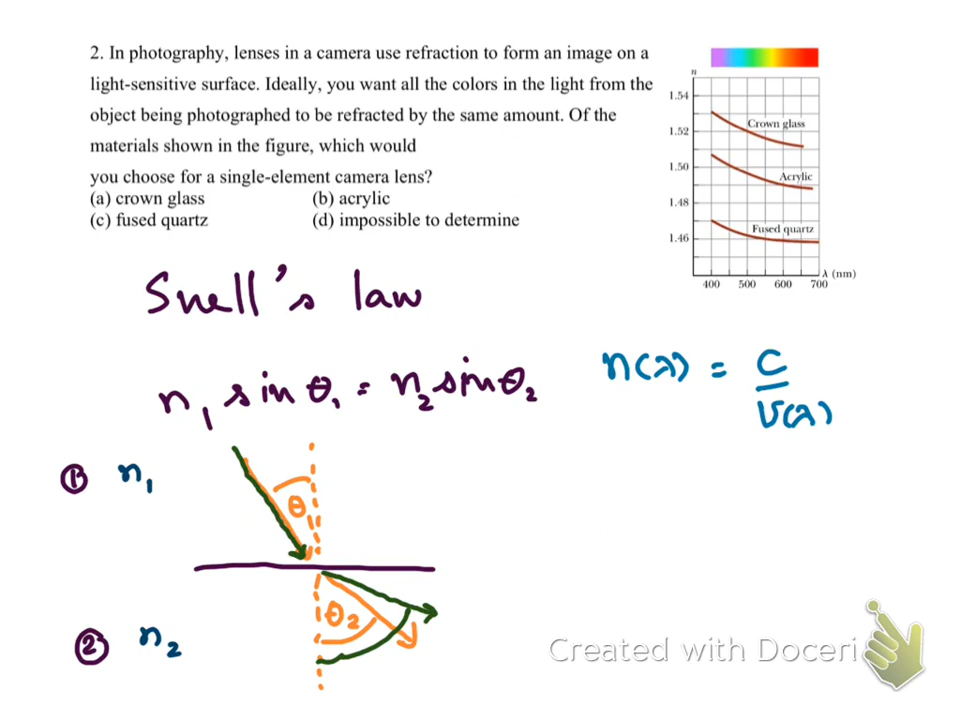 2. In photography, lenses in a camera use refraction to form an image on a
light-sensitive surface. Ideally, you want all the colors in the light from the
object being photographed to be refracted by the same amount. Of the
materials shown in the figure, which would
you choose for a single-element camera lens?
(a) crown glass (b) acrylic
(c) fused quartz (d) impossible to determine
n
1.54
1.52
1.50
1.48
1.46
Crown glass
Acrylic
Fused quartz
λ (nm)
400 500 600 700
Snell's law
n₁ sin θ₁ = n₂ sin θ₂
n(λ) = c
v(λ)
① n₁
θ
θ₂
② n₂
Created with Doceri